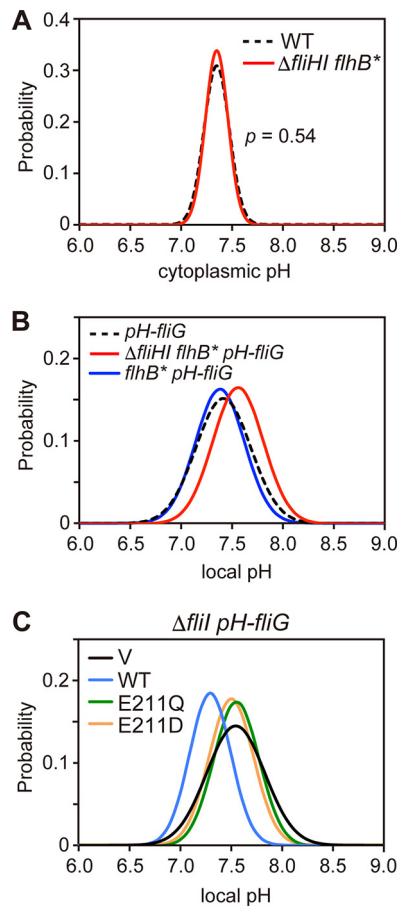 A
0.4
0.3
0.2
0.1
0
Probability
WT
ΔfliHI flhB*
p = 0.54
6.0 6.5 7.0 7.5 8.0 8.5 9.0
cytoplasmic pH
B
0.2
0.1
0
Probability
pH-fliG
ΔfliHI flhB* pH-fliG
flhB* pH-fliG
6.0 6.5 7.0 7.5 8.0 8.5 9.0
local pH
C
ΔfliI pH-fliG
0.2
0.1
0
Probability
V
WT
E211Q
E211D
6.0 6.5 7.0 7.5 8.0 8.5 9.0
local pH